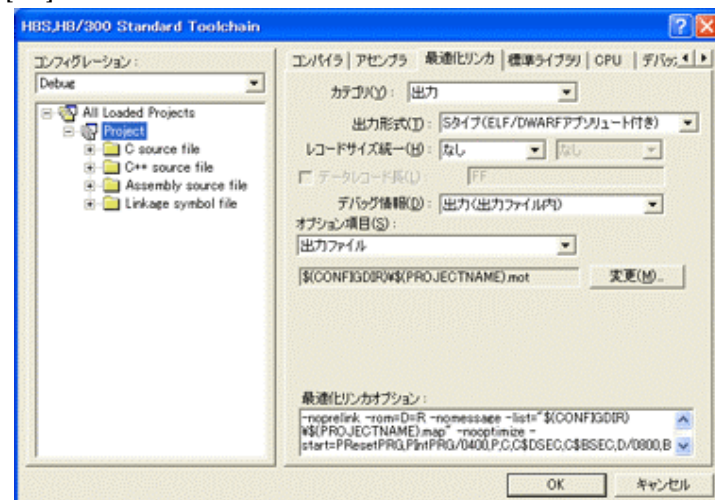 H8S,H8/300 Standard Toolchain
コンフィグレーション:
Debug
All Loaded Projects
Project
C source file
C++ source file
Assembly source file
Linkage symbol file
コンパイラ アセンブラ 最適化リンカ 標準ライブラリ CPU デバッ
カテゴリ(Y): 出力
出力形式(T): Sタイプ(ELF/DWARFアブソリュート付き)
レコードサイズ統一(H): なし なし
データレコード長(L): FF
デバッグ情報(D): 出力(出力ファイル内)
オプション項目(S):
出力ファイル
$(CONFIGDIR)¥$(PROJECTNAME).mot 変更(M)...
最適化リンカオプション:
-noprelink -rom=D=R -nomessage -list="$(CONFIGDIR)
¥$(PROJECTNAME).map" -nooptimize -
start=PResetPRG,PIntPRG/0400,P,C,C$DSEC,C$BSEC,D/0800,B
OK キャンセル